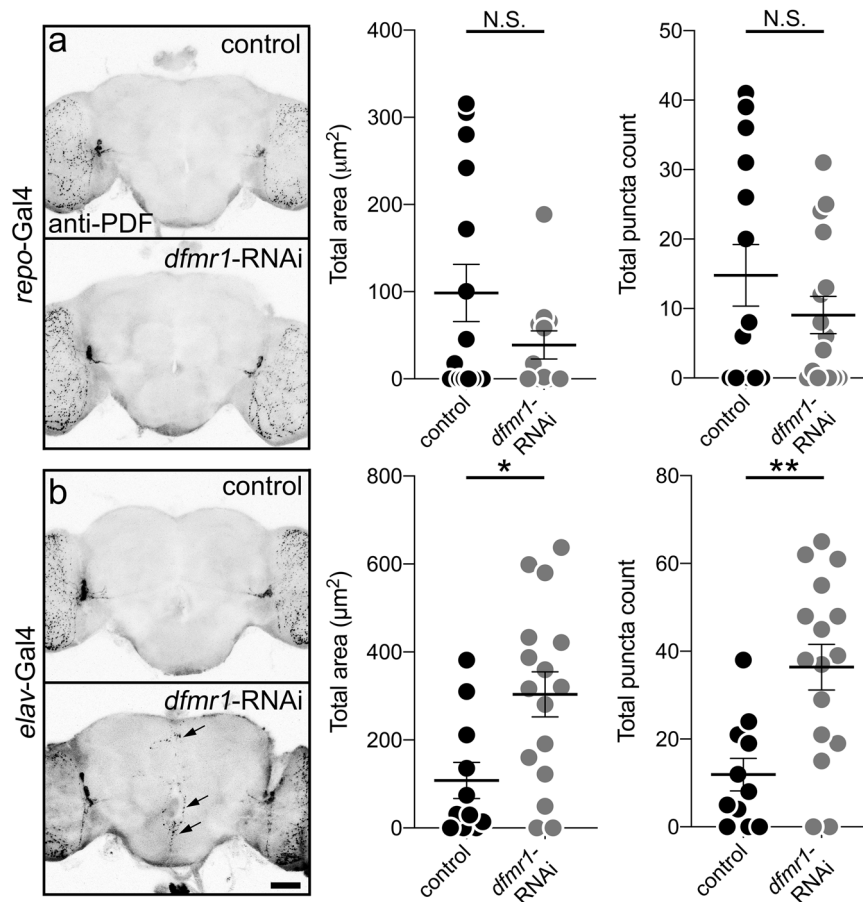 a
control
anti-PDF
dfmr1-RNAi
repo-Gal4
N.S.
Total area (μm2)
400
300
200
100
0
control
dfmr1-
RNAi
N.S.
Total puncta count
50
40
30
20
10
0
control
dfmr1-
RNAi
b
control
dfmr1-RNAi
elav-Gal4
*
Total area (μm2)
800
600
400
200
0
control
dfmr1-
RNAi
**
Total puncta count
80
60
40
20
0
control
dfmr1-
RNAi